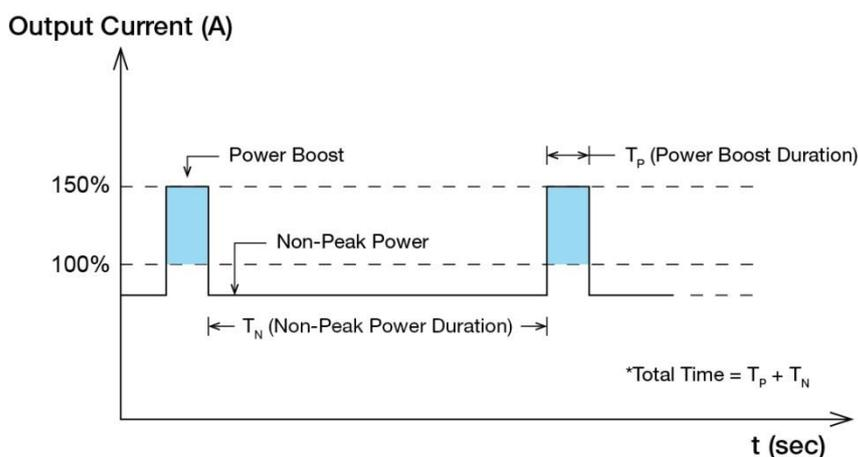 Output Current (A)
Power Boost
T_P (Power Boost Duration)
150%
Non-Peak Power
100%
T_N (Non-Peak Power Duration)
*Total Time = T_P + T_N
t (sec)